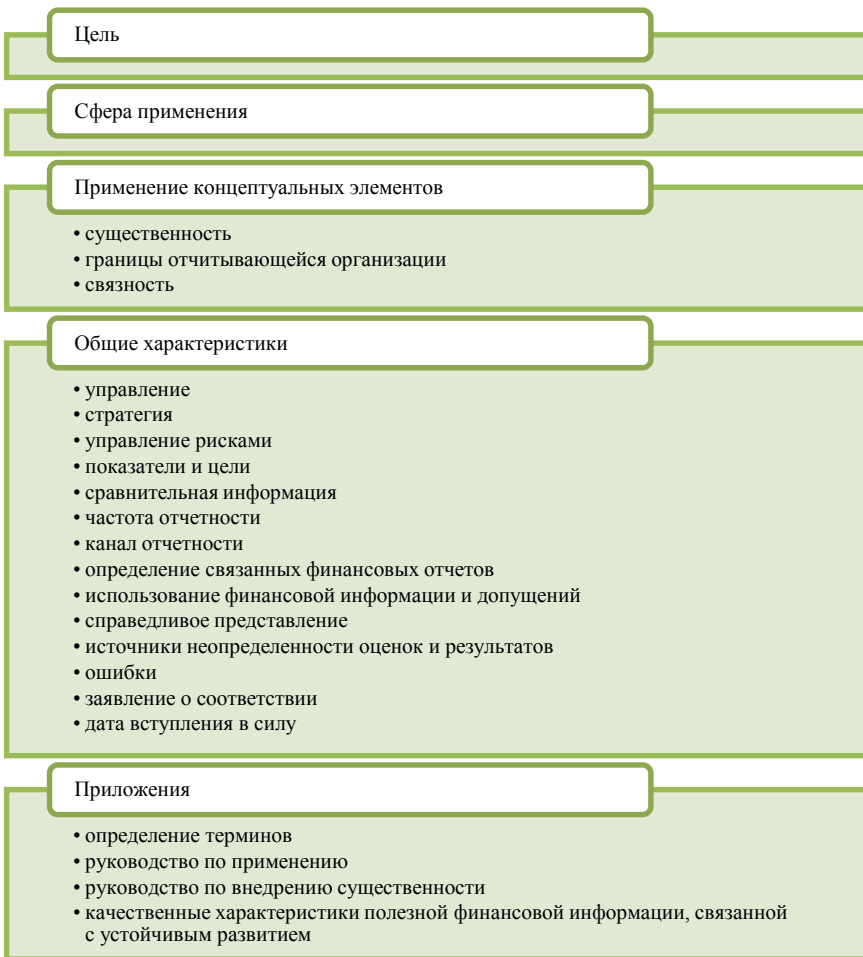 Цель
Сфера применения
Применение концептуальных элементов
• существенность
• границы отчитывающейся организации
• связность
Общие характеристики
• управление
• стратегия
• управление рисками
• показатели и цели
• сравнительная информация
• частота отчетности
• канал отчетности
• определение связанных финансовых отчетов
• использование финансовой информации и допущений
• справедливое представление
• источники неопределенности оценок и результатов
• ошибки
• заявление о соответствии
• дата вступления в силу
Приложения
• определение терминов
• руководство по применению
• руководство по внедрению существенности
• качественные характеристики полезной финансовой информации, связанной
с устойчивым развитием